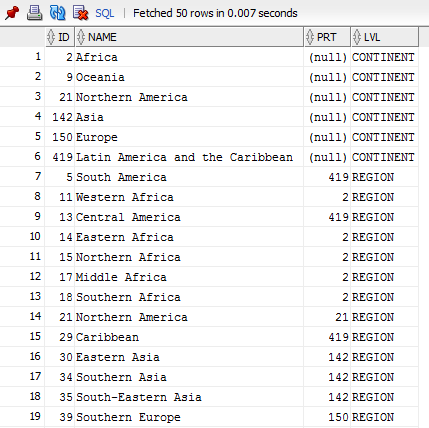 SQL | Fetched 50 rows in 0.007 seconds
ID NAME PRT LVL
1 2 Africa (null) CONTINENT
2 9 Oceania (null) CONTINENT
3 21 Northern America (null) CONTINENT
4 142 Asia (null) CONTINENT
5 150 Europe (null) CONTINENT
6 419 Latin America and the Caribbean (null) CONTINENT
7 5 South America 419 REGION
8 11 Western Africa 2 REGION
9 13 Central America 419 REGION
10 14 Eastern Africa 2 REGION
11 15 Northern Africa 2 REGION
12 17 Middle Africa 2 REGION
13 18 Southern Africa 2 REGION
14 21 Northern America 21 REGION
15 29 Caribbean 419 REGION
16 30 Eastern Asia 142 REGION
17 34 Southern Asia 142 REGION
18 35 South-Eastern Asia 142 REGION
19 39 Southern Europe 150 REGION